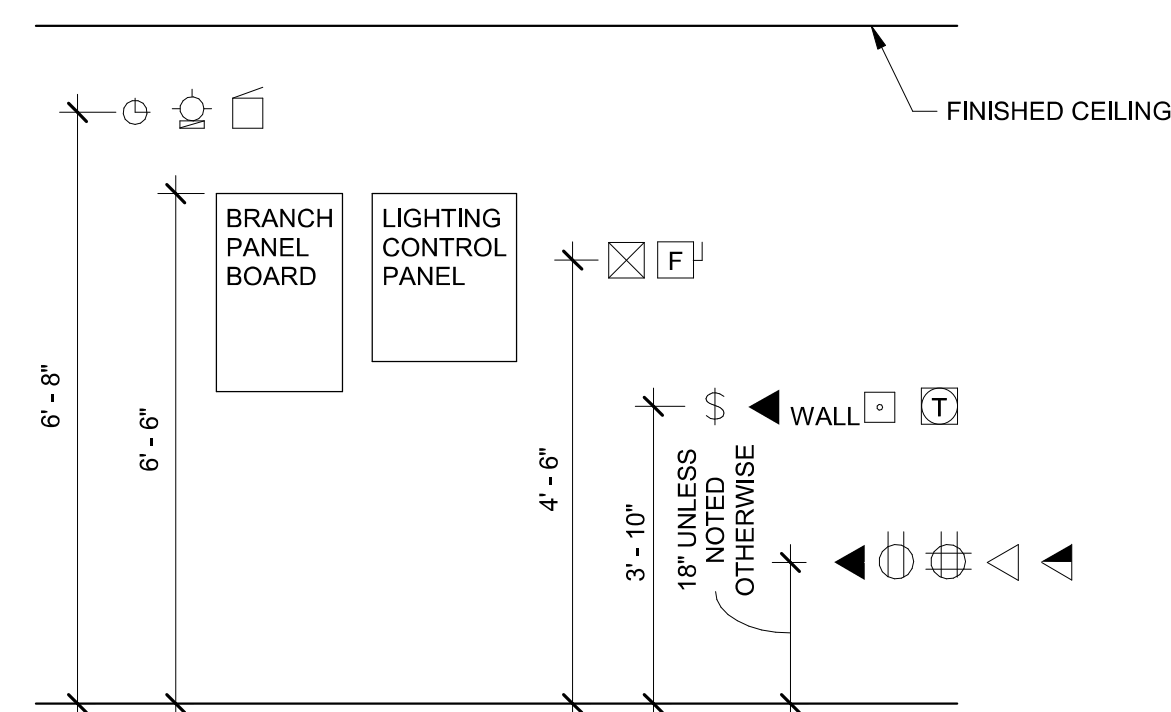 FINISHED CEILING
BRANCH
PANEL
BOARD
LIGHTING
CONTROL
PANEL
F
6' - 8"
6' - 6"
4' - 6"
3' - 10"
$
WALL
T
18" UNLESS
NOTED
OTHERWISE